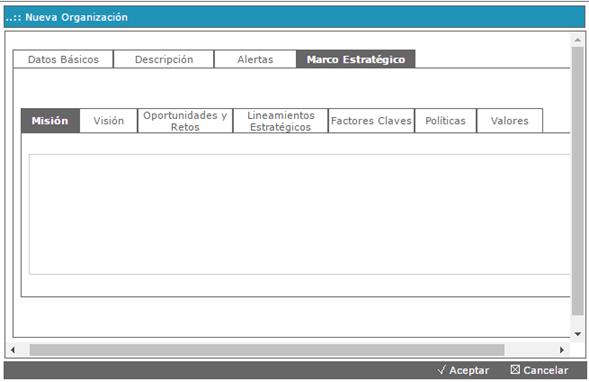 ..:: Nueva Organización
Datos Básicos Descripción Alertas Marco Estratégico
Misión Visión Oportunidades y Retos Lineamientos Estratégicos Factores Claves Políticas Valores
√ Aceptar ☒ Cancelar